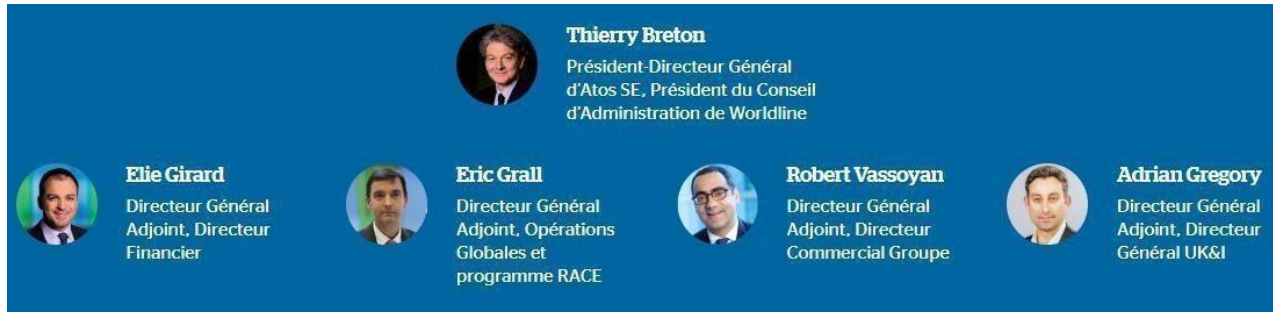 Thierry Breton
Président-Directeur Général
d'Atos SE, Président du Conseil
d'Administration de Worldline
Elie Girard
Directeur Général
Adjoint, Directeur
Financier
Eric Grall
Directeur Général
Adjoint, Opérations
Globales et
programme RACE
Robert Vassoyan
Directeur Général
Adjoint, Directeur
Commercial Groupe
Adrian Gregory
Directeur Général
Adjoint, Directeur
Général UK&I